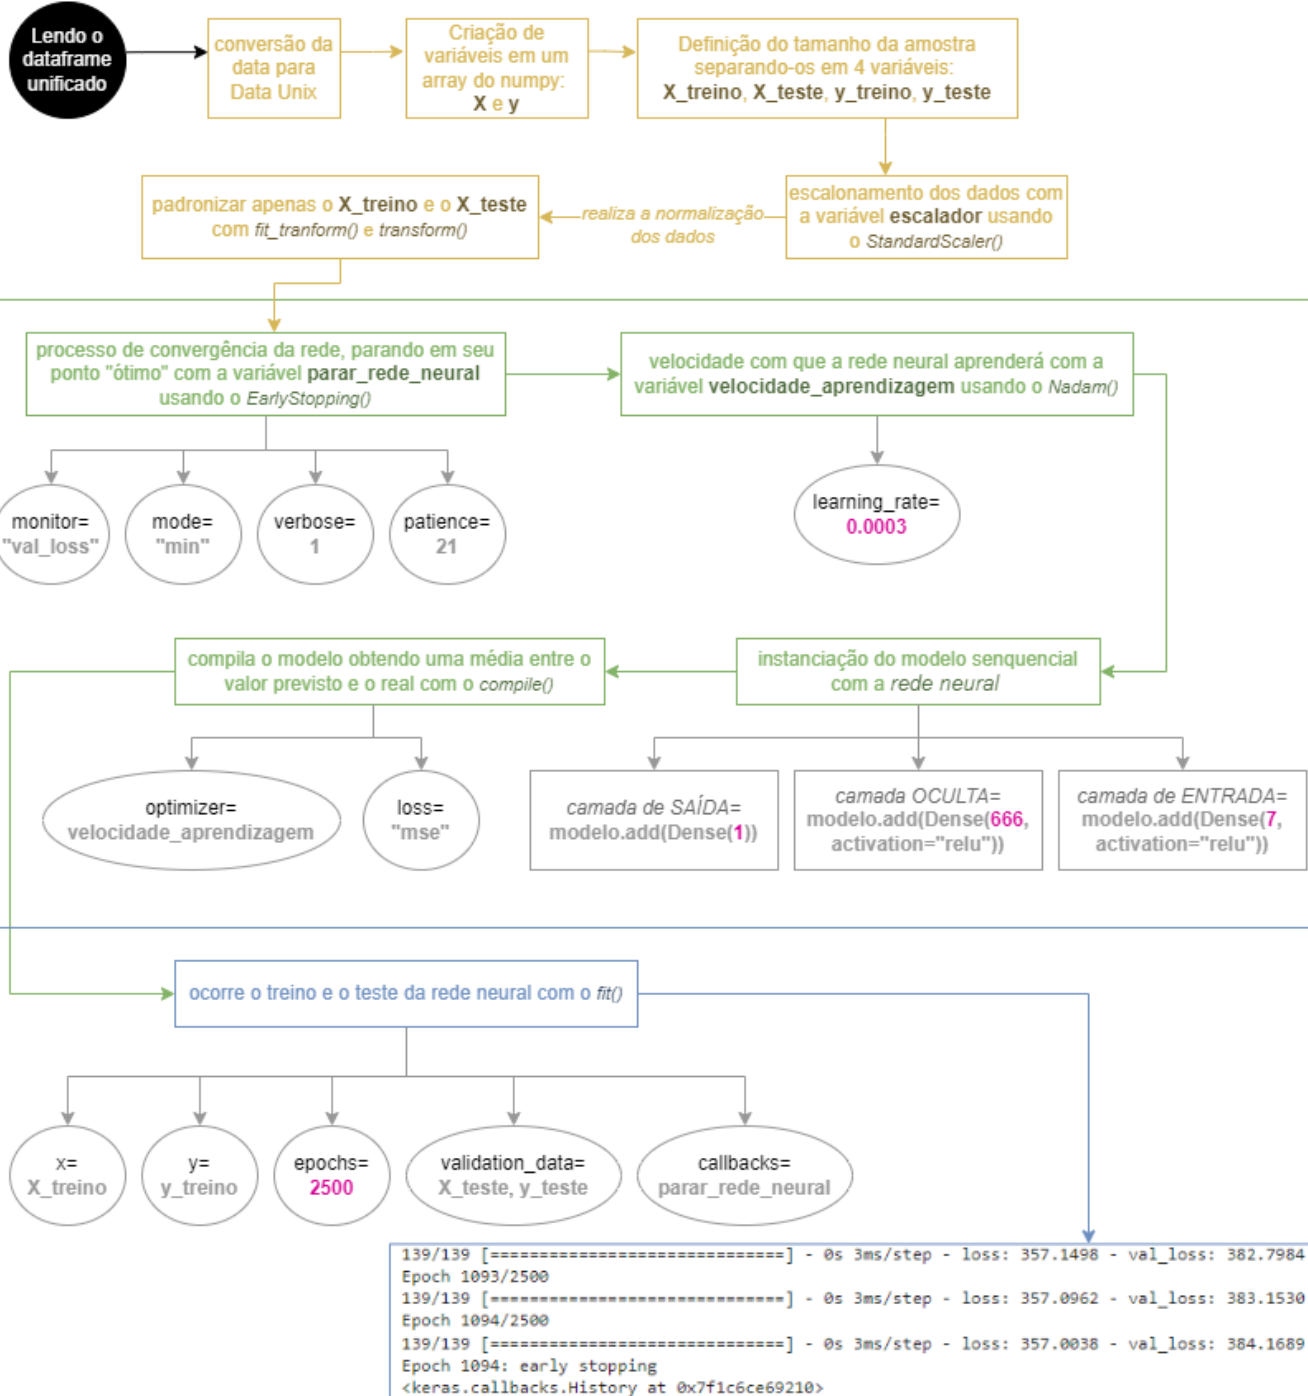 Lendo o
dataframe
unificado
conversão da
data para
Data Unix
Criação de
variáveis em um
array do numpy:
X e y
Definição do tamanho da amostra
separando-os em 4 variáveis:
X_treino, X_teste, y_treino, y_teste
escalonamento dos dados com
a variável escalador usando
o StandardScaler()
realiza a normalização
dos dados
padronizar apenas o X_treino e o X_teste
com fit_tranform() e transform()
processo de convergência da rede, parando em seu
ponto "ótimo" com a variável parar_rede_neural
usando o EarlyStopping()
velocidade com que a rede neural aprenderá com a
variável velocidade_aprendizagem usando o Nadam()
monitor=
"val_loss"
mode=
"min"
verbose=
1
patience=
21
learning_rate=
0.0003
instanciação do modelo senquencial
com a rede neural
compila o modelo obtendo uma média entre o
valor previsto e o real com o compile()
optimizer=
velocidade_aprendizagem
loss=
"mse"
camada de SAÍDA=
modelo.add(Dense(1))
camada OCULTA=
modelo.add(Dense(666,
activation="relu"))
camada de ENTRADA=
modelo.add(Dense(7,
activation="relu"))
ocorre o treino e o teste da rede neural com o fit()
x=
X_treino
y=
y_treino
epochs=
2500
validation_data=
X_teste, y_teste
callbacks=
parar_rede_neural
139/139 [==============================] - 0s 3ms/step - loss: 357.1498 - val_loss: 382.7984
Epoch 1093/2500
139/139 [==============================] - 0s 3ms/step - loss: 357.0962 - val_loss: 383.1530
Epoch 1094/2500
139/139 [==============================] - 0s 3ms/step - loss: 357.0038 - val_loss: 384.1689
Epoch 1094: early stopping
<keras.callbacks.History at 0x7f1c6ce69210>